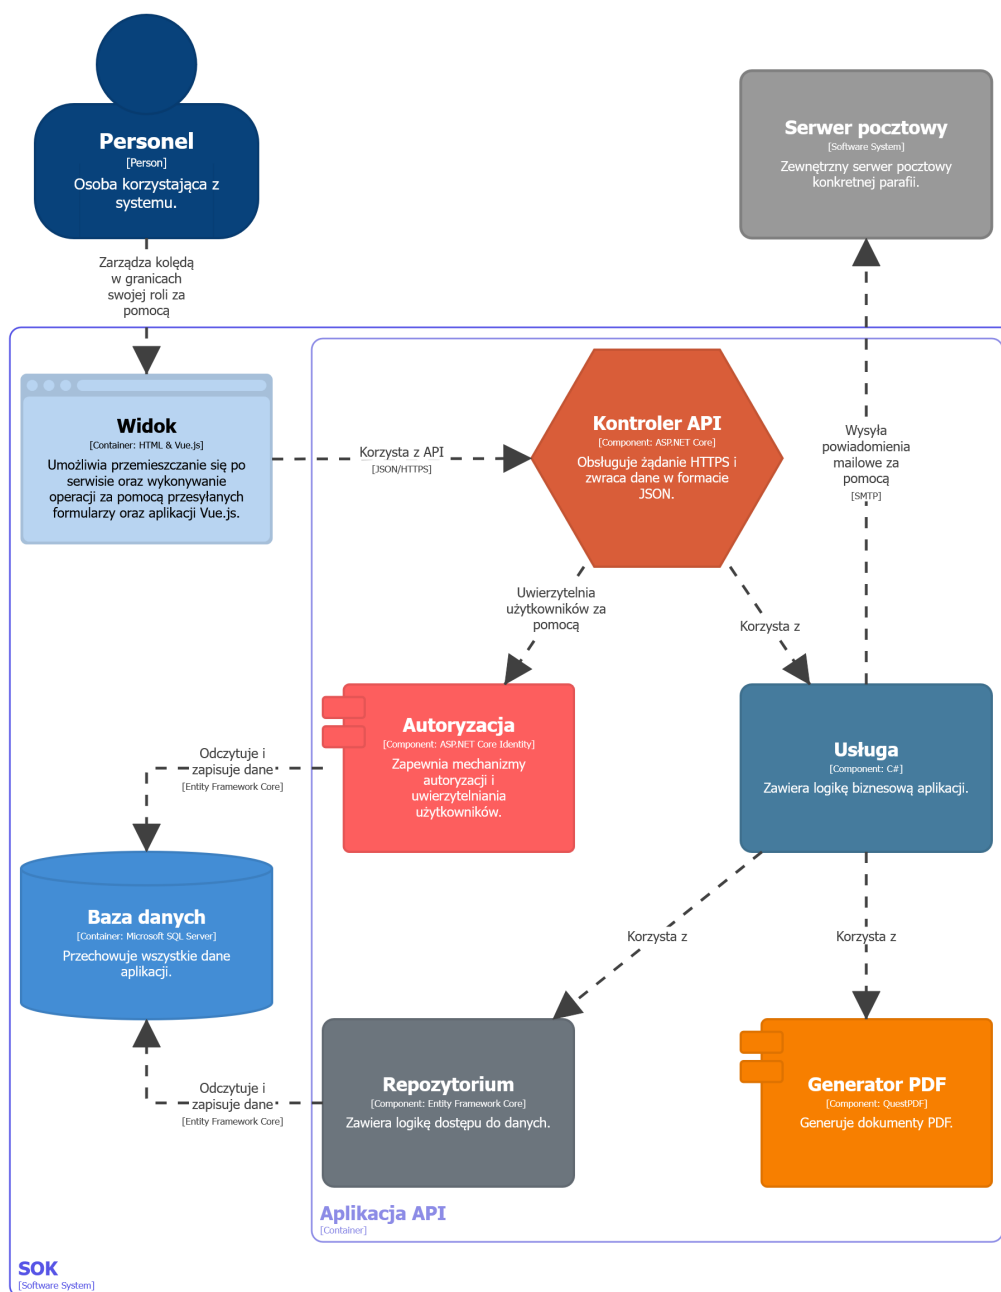 Personel
[Person]
Osoba korzystająca z
systemu.
Serwer pocztowy
[Software System]
Zewnętrzny serwer pocztowy
konkretnej parafii.
Zarządza kolędą
w granicach
swojej roli za
pomocą
Widok
[Container: HTML & Vue.js]
Umożliwia przemieszczanie się po
serwisie oraz wykonywanie
operacji za pomocą przesyłanych
formularzy oraz aplikacji Vue.js.
Korzysta z API
[JSON/HTTPS]
Kontroler API
[Component: ASP.NET Core]
Obsługuje żądanie HTTPS i
zwraca dane w formacie
JSON.
Wysyła
powiadomienia
mailowe za
pomocą
[SMTP]
Uwierzytelnia
użytkowników za
pomocą
Korzysta z
Autoryzacja
[Component: ASP.NET Core Identity]
Zapewnia mechanizmy
autoryzacji i
uwierzytelniania
użytkowników.
Usługa
[Component: C#]
Zawiera logikę biznesową aplikacji.
Odczytuje i
zapisuje dane
[Entity Framework Core]
Baza danych
[Container: Microsoft SQL Server]
Przechowuje wszystkie dane
aplikacji.
Korzysta z
Korzysta z
Odczytuje i
zapisuje dane
[Entity Framework Core]
Repozytorium
[Component: Entity Framework Core]
Zawiera logikę dostępu do danych.
Generator PDF
[Component: QuestPDF]
Generuje dokumenty PDF.
Aplikacja API
[Container]
SOK
[Software System]